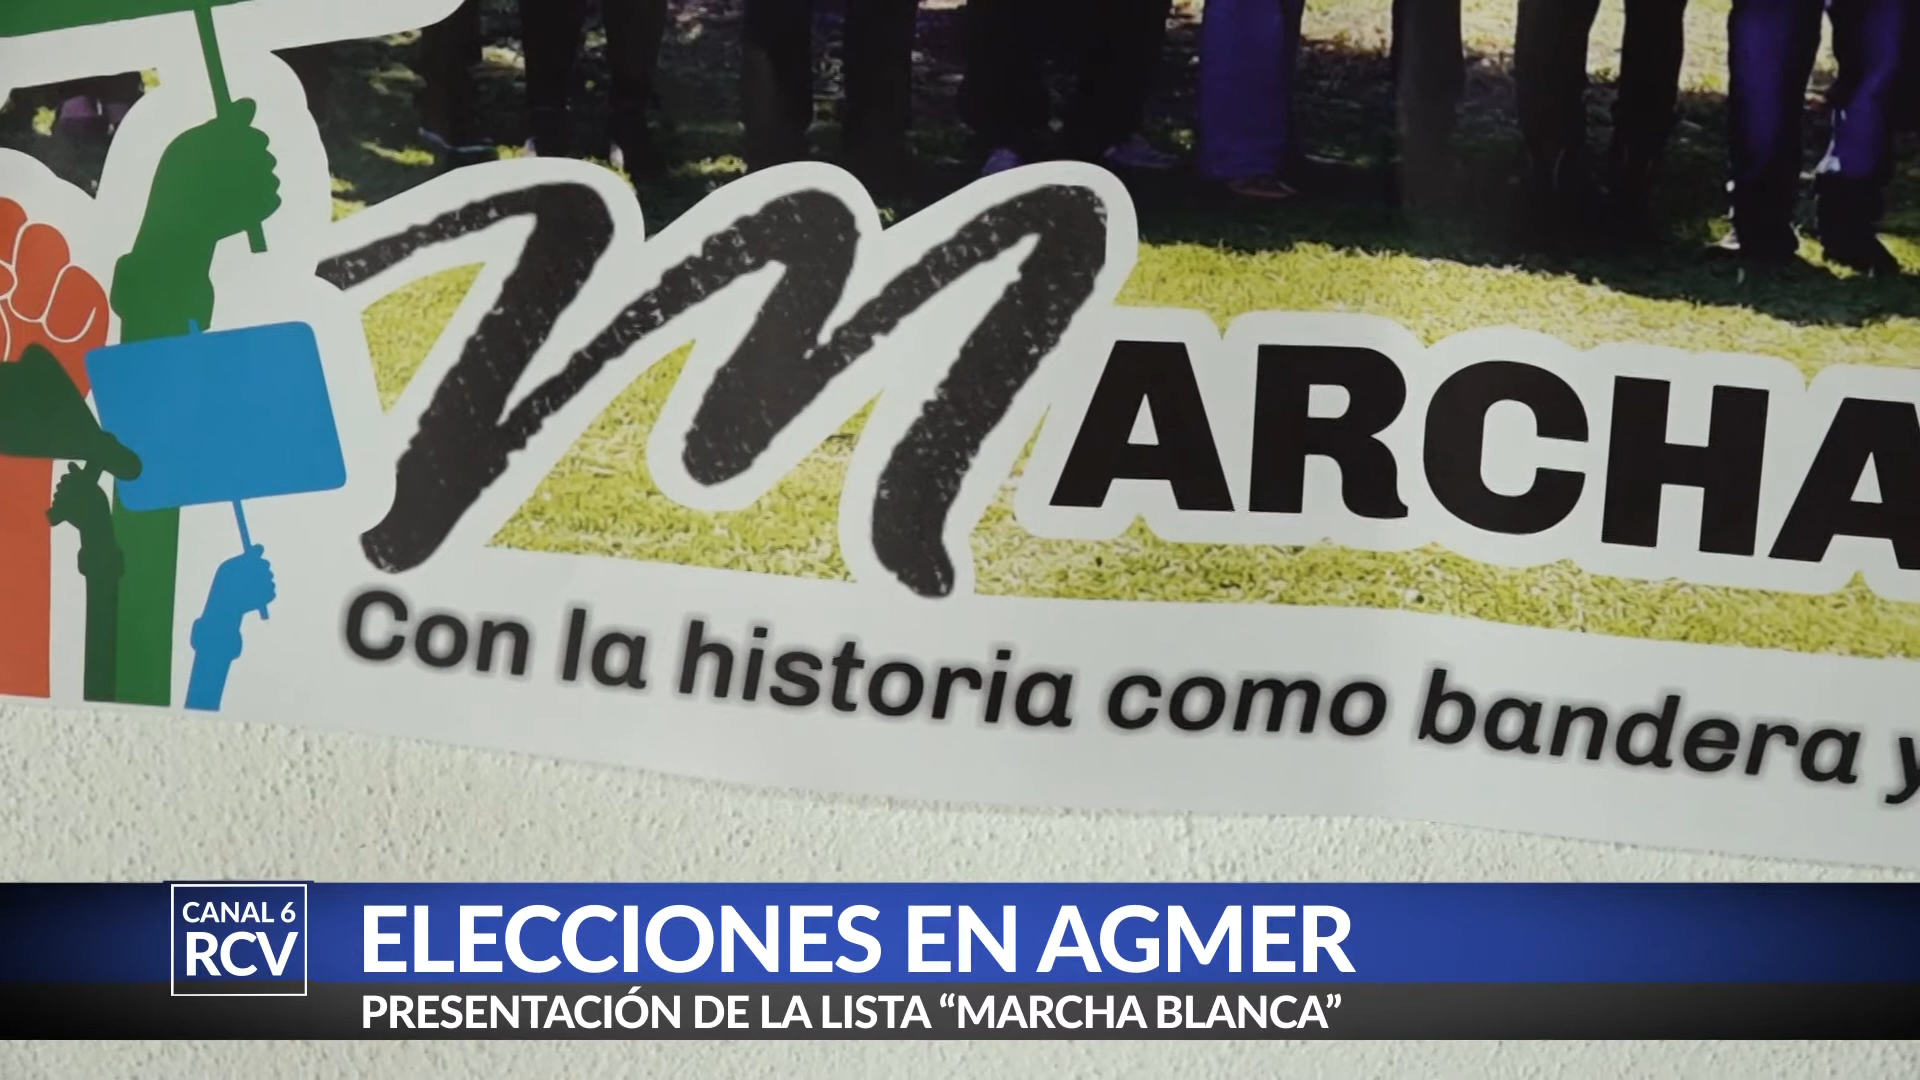 MARCHA
Con la historia como bandera y
CANAL 6
RCV
ELECCIONES EN AGMER
PRESENTACIÓN DE LA LISTA “MARCHA BLANCA”